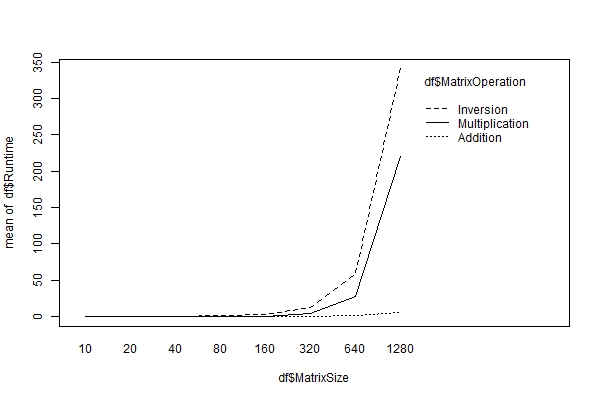 mean of df$Runtime
350
300
250
200
150
100
50
0
df$MatrixOperation
Inversion
Multiplication
Addition
10 20 40 80 160 320 640 1280
df$MatrixSize